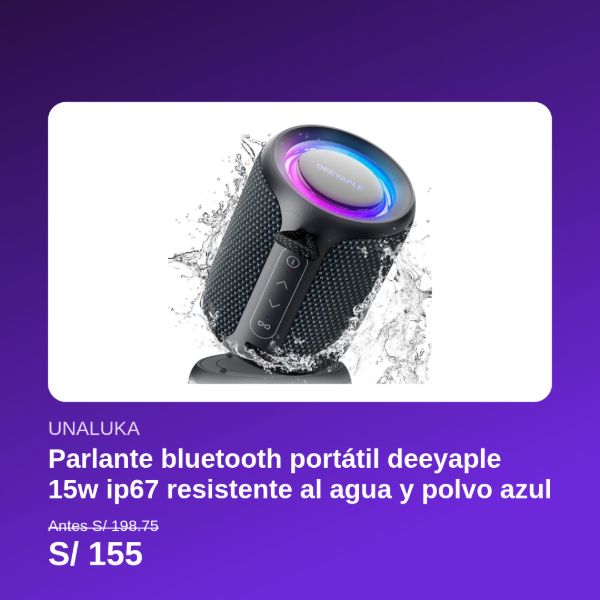 DEEYAPLE
UNALUKA
Parlante bluetooth portátil deeyaple
15w ip67 resistente al agua y polvo azul
Antes S/ 198.75
S/ 155